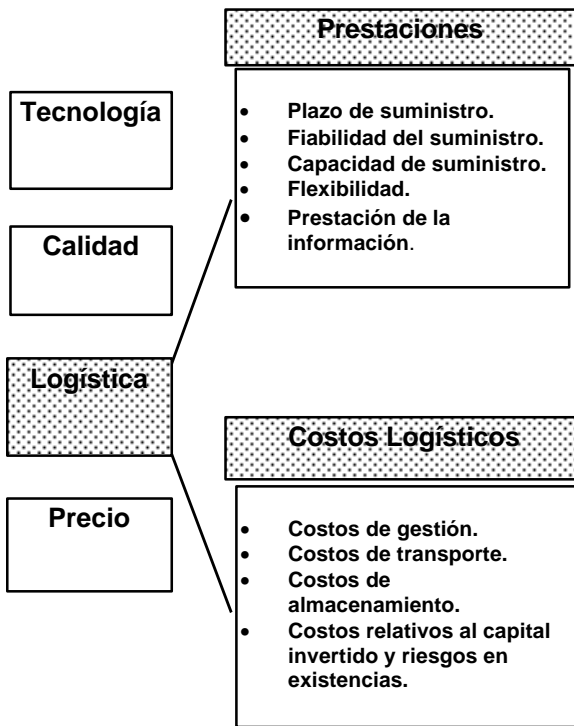 Tecnología
Calidad
Logística
Precio
Prestaciones
• Plazo de suministro.
• Fiabilidad del suministro.
• Capacidad de suministro.
• Flexibilidad.
• Prestación de la
información.
Costos Logísticos
• Costos de gestión.
• Costos de transporte.
• Costos de
almacenamiento.
• Costos relativos al capital
invertido y riesgos en
existencias.